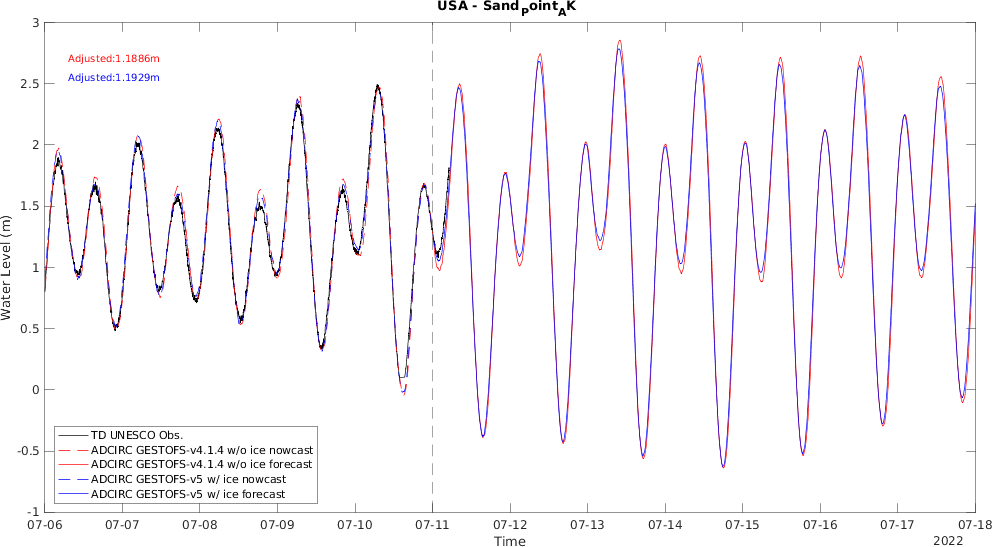 USA - SandPointAK
Adjusted:1.1886m
Adjusted:1.1929m
Water Level (m)
3
2.5
2
1.5
1
0.5
0
-0.5
-1
TD UNESCO Obs.
ADCIRC GESTOFS-v4.1.4 w/o ice nowcast
ADCIRC GESTOFS-v4.1.4 w/o ice forecast
ADCIRC GESTOFS-v5 w/ ice nowcast
ADCIRC GESTOFS-v5 w/ ice forecast
07-06 07-07 07-08 07-09 07-10 07-11 07-12 07-13 07-14 07-15 07-16 07-17 07-18
Time
2022